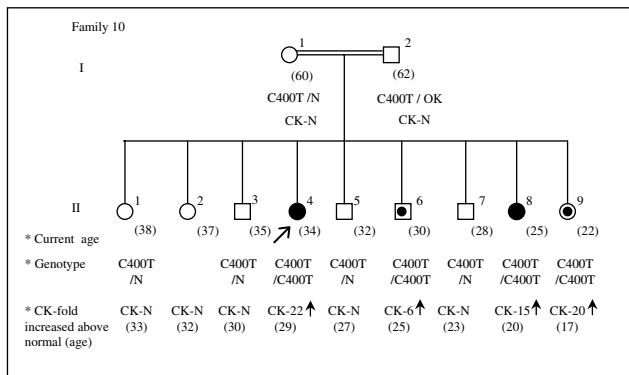 Family 10
1 2
I
(60) (62)
C400T /N C400T / OK
CK-N CK-N
II 1 2 3 4 5 6 7 8 9
* Current age (38) (37) (35) (34) (32) (30) (28) (25) (22)
* Genotype C400T C400T C400T C400T C400T C400T C400T C400T
/N /N /C400T /N /C400T /N /C400T /C400T
* CK-fold CK-N CK-N CK-N CK-22 CK-N CK-6 CK-N CK-15 CK-20
increased above (33) (32) (30) (29) (27) (25) (23) (20) (17)
normal (age)